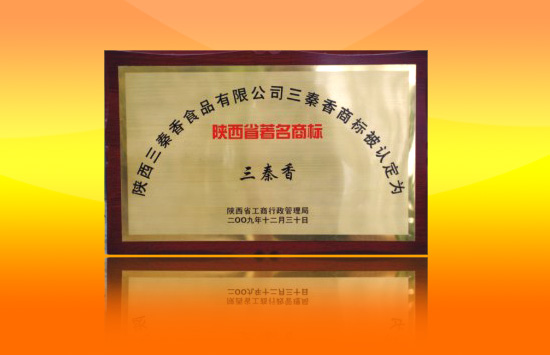 陕西三秦香食品有限公司三秦香商标被认定为
陕西省著名商标
三秦香
陕西省工商行政管理局
二〇〇九年十二月三十日